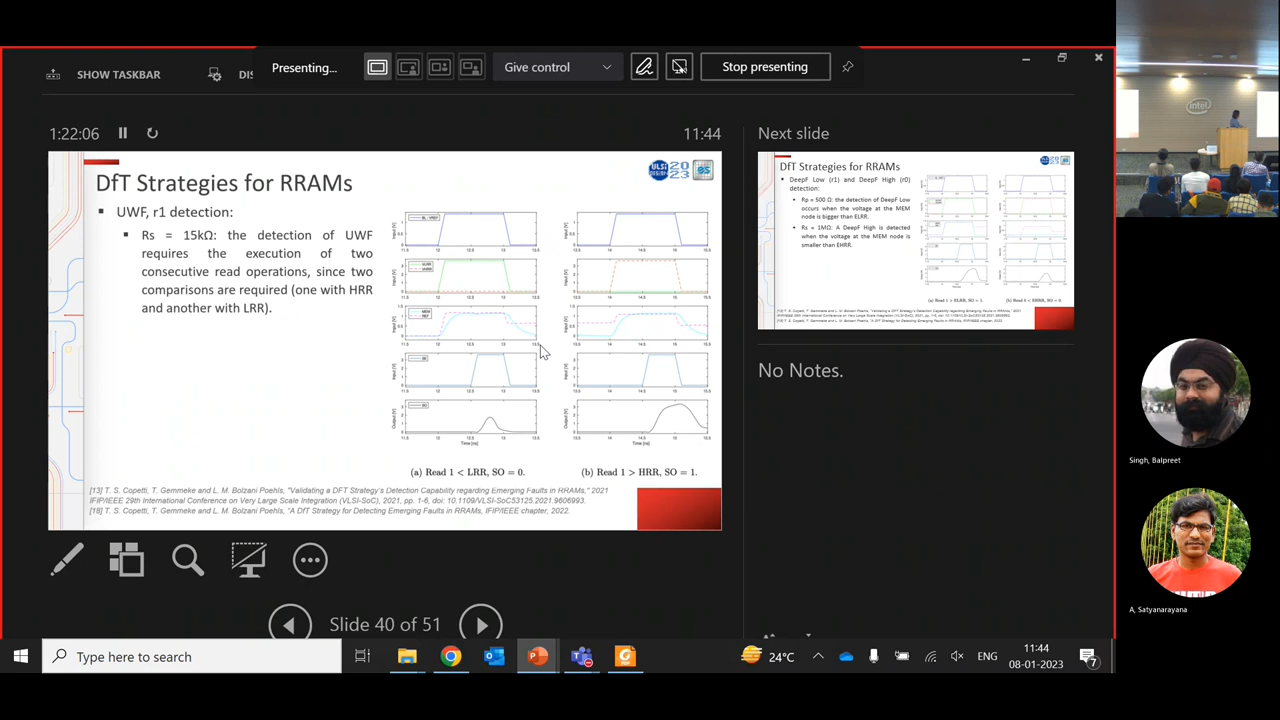 SHOW TASKBAR
Presenting...
Give control
Stop presenting
1:22:06
11:44
Next slide
DfT Strategies for RRAMs
UWF, r1 detection:
Rs = 15kΩ: the detection of UWF
requires the execution of two
consecutive read operations, since two
comparisons are required (one with HRR
and another with LRR).
(a) Read 1 < LRR, SO = 0.
(b) Read 1 > HRR, SO = 1.
[13] T. S. Copetti, T. Gemmeke and L. M. Bolzani Poehls, "Validating a DFT Strategy's Detection Capability regarding Emerging Faults in RRAMs," 2021
IFIP/IEEE 29th International Conference on Very Large Scale Integration (VLSI-SoC), 2021, pp. 1-6, doi: 10.1109/VLSI-SoC53125.2021.9606993.
[18] T. S. Copetti, T. Gemmeke and L. M. Bolzani Poehls, "A DfT Strategy for Detecting Emerging Faults in RRAMs, IFIP/IEEE chapter, 2022.
DfT Strategies for RRAMs
DeepF Low (r1) and DeepF High (r0)
detection:
Rp = 500 Ω: the detection of DeepF Low
occurs when the voltage at the MEM
node is bigger than ELRR.
Rs = 1MΩ: A DeepF High is detected
when the voltage at the MEM node is
smaller than EHRR.
No Notes.
intel
Singh, Balpreet
A, Satyanarayana
Slide 40 of 51
Type here to search
24°C
ENG
11:44
08-01-2023
7